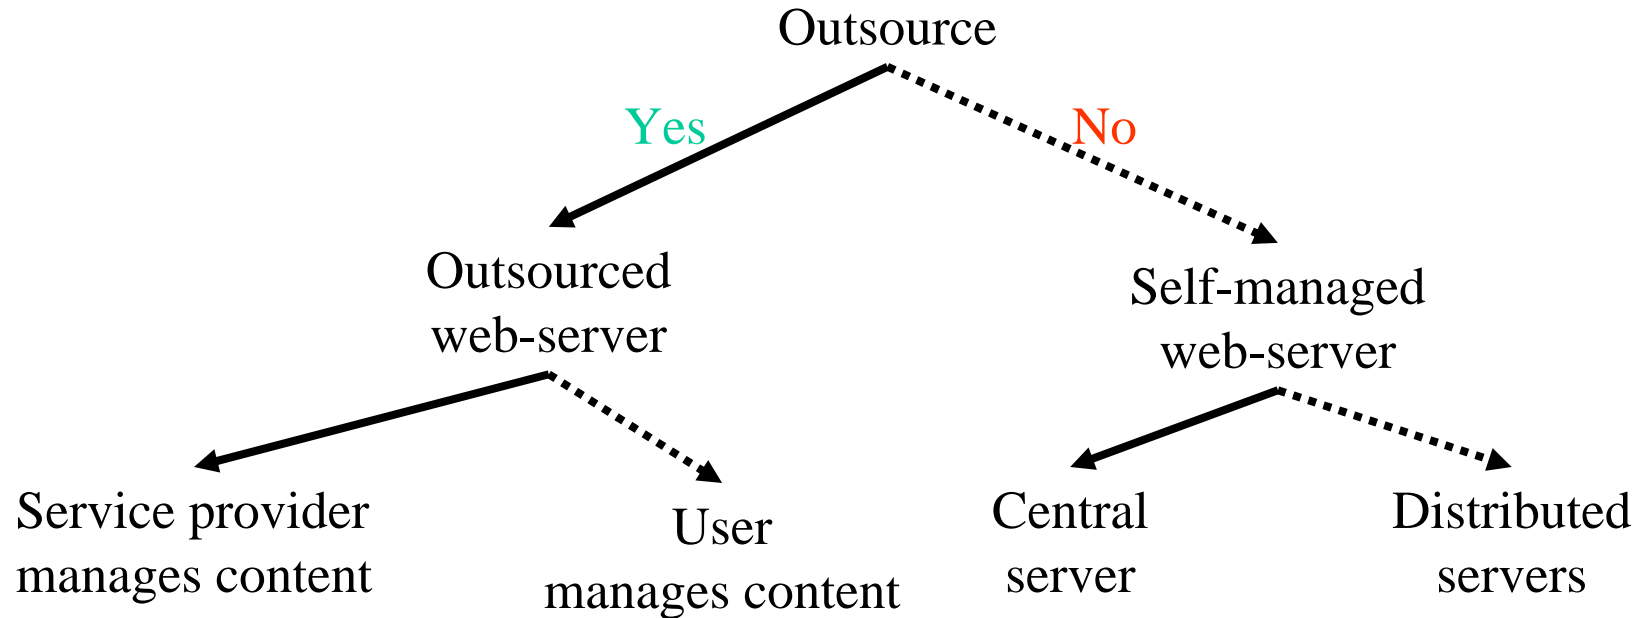 Outsource
Yes
No
Outsourced
web-server
Self-managed
web-server
Service provider
manages content
User
manages content
Central
server
Distributed
servers